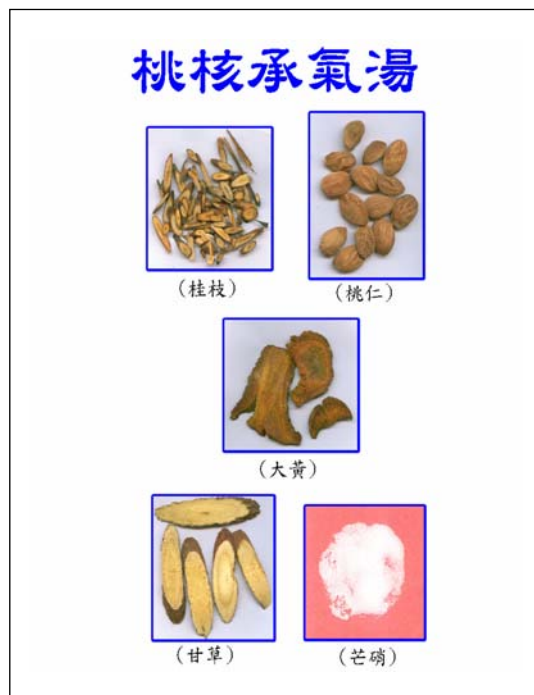 桃核承氣湯
（桂枝）
（桃仁）
（大黃）
（甘草）
（芒硝）